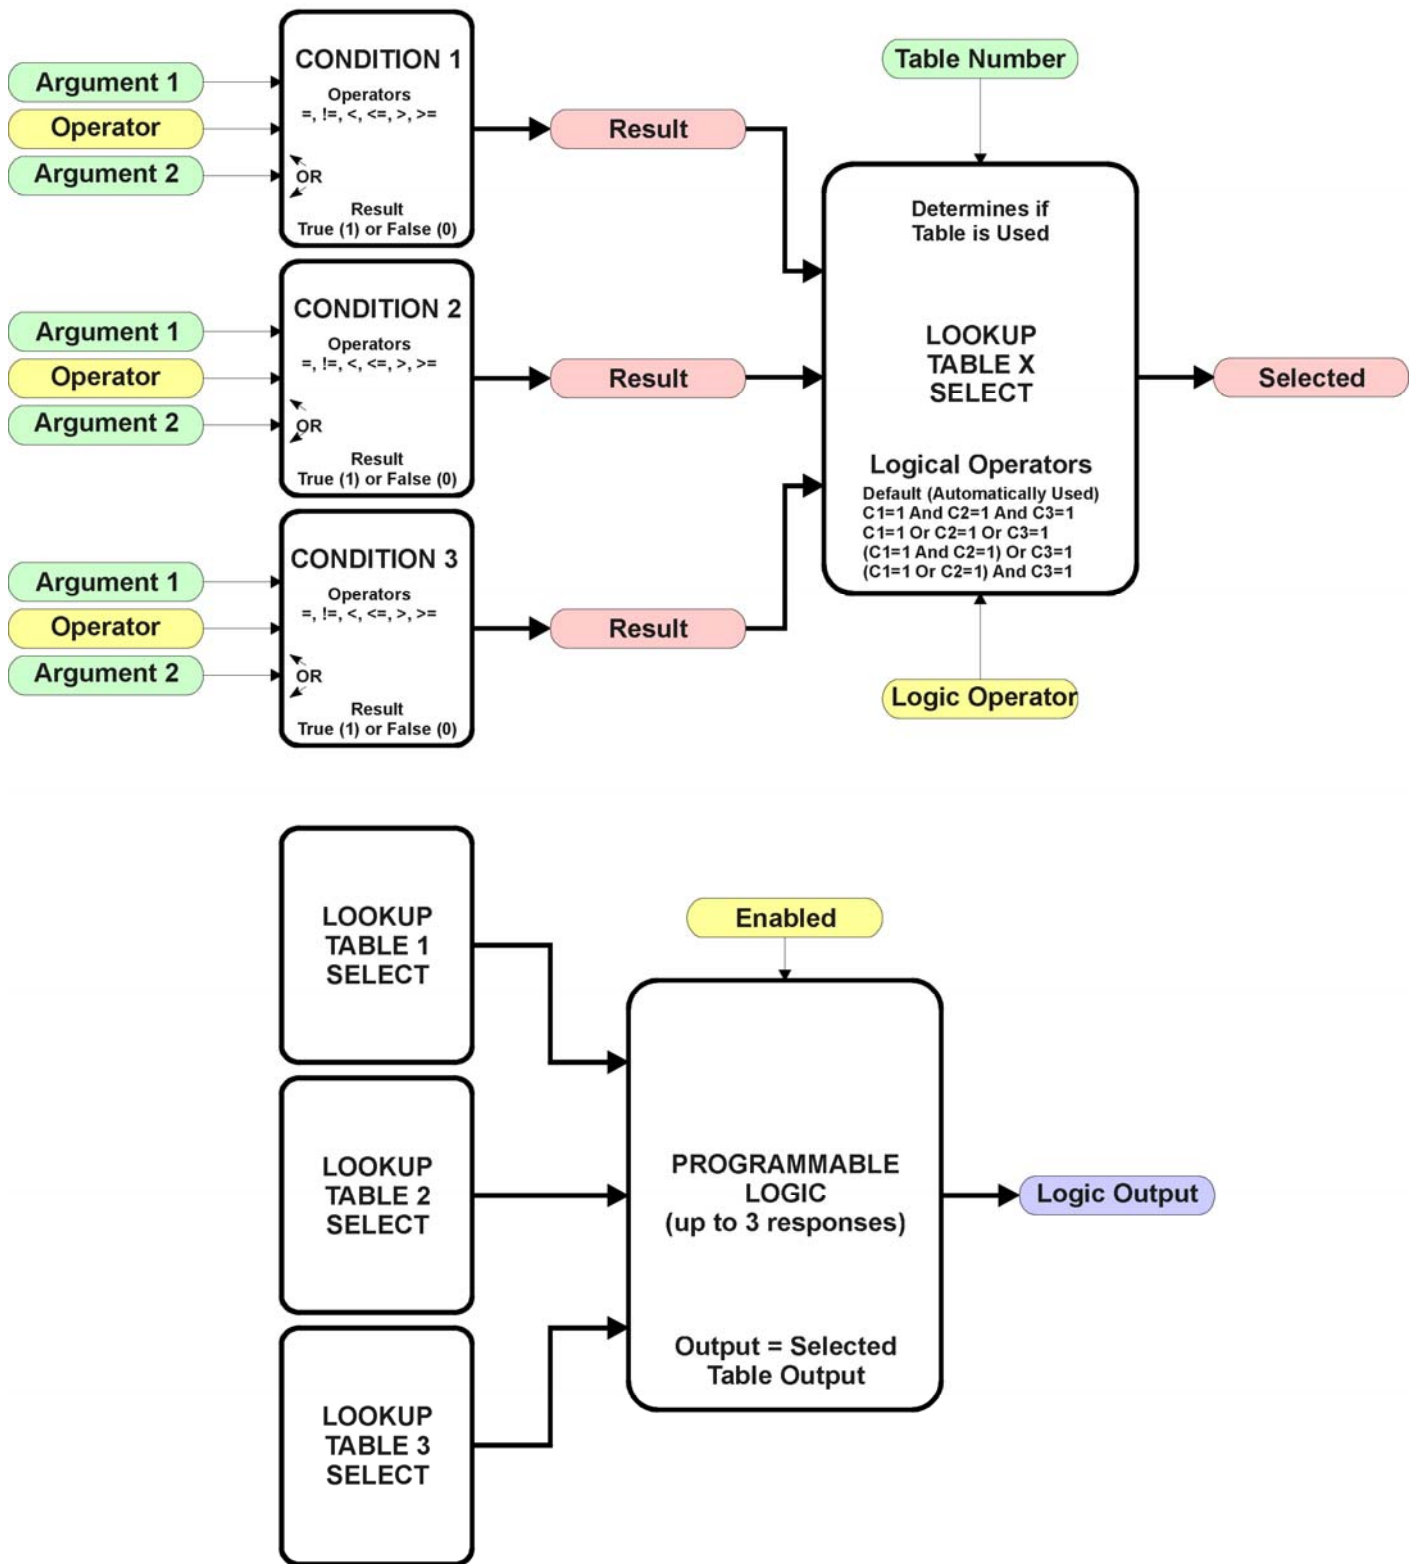 CONDITION 1
Operators
=, !=, <, <=, >, >=
Argument 1
Operator
Argument 2
OR
Result
True (1) or False (0)
Result
CONDITION 2
Operators
=, !=, <, <=, >, >=
Argument 1
Operator
Argument 2
OR
Result
True (1) or False (0)
Result
CONDITION 3
Operators
=, !=, <, <=, >, >=
Argument 1
Operator
Argument 2
OR
Result
True (1) or False (0)
Result
Table Number
Determines if
Table is Used
LOOKUP
TABLE X
SELECT
Logical Operators
Default (Automatically Used)
C1=1 And C2=1 And C3=1
C1=1 Or C2=1 Or C3=1
(C1=1 And C2=1) Or C3=1
(C1=1 Or C2=1) And C3=1
Logic Operator
Selected
LOOKUP
TABLE 1
SELECT
LOOKUP
TABLE 2
SELECT
LOOKUP
TABLE 3
SELECT
Enabled
PROGRAMMABLE
LOGIC
(up to 3 responses)
Output = Selected
Table Output
Logic Output